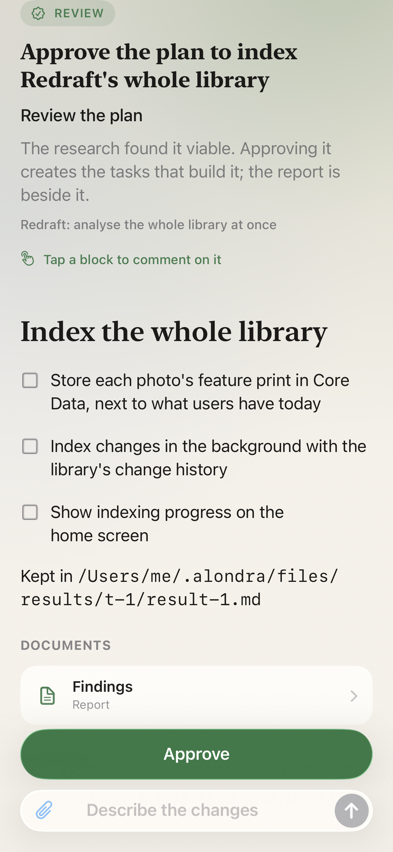 REVIEW
Approve the plan to index
Redraft's whole library
Review the plan
The research found it viable. Approving it
creates the tasks that build it; the report is
beside it.
Redraft: analyse the whole library at once
Tap a block to comment on it
Index the whole library
Store each photo's feature print in Core
Data, next to what users have today
Index changes in the background with the
library's change history
Show indexing progress on the
home screen
Kept in /Users/me/.alondra/files/
results/t-1/result-1.md
DOCUMENTS
Findings
Report
Approve
Describe the changes